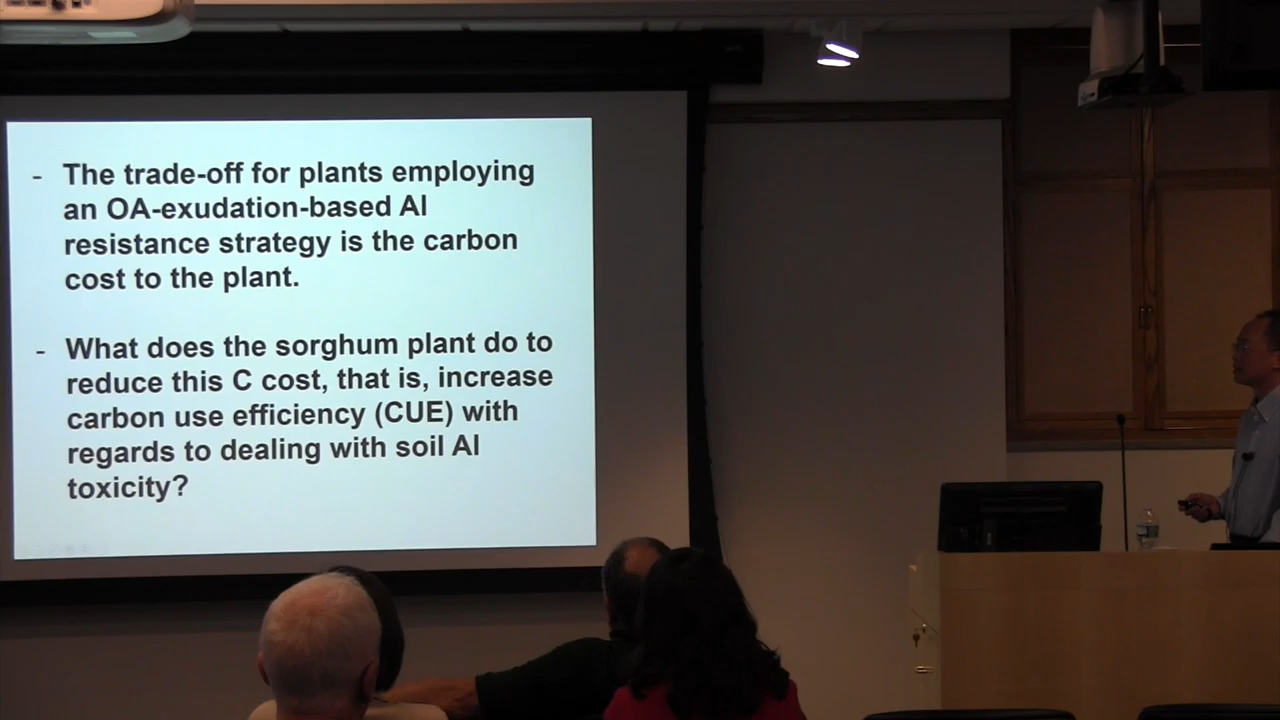 - The trade-off for plants employing
an OA-exudation-based Al
resistance strategy is the carbon
cost to the plant.
- What does the sorghum plant do to
reduce this C cost, that is, increase
carbon use efficiency (CUE) with
regards to dealing with soil Al
toxicity?